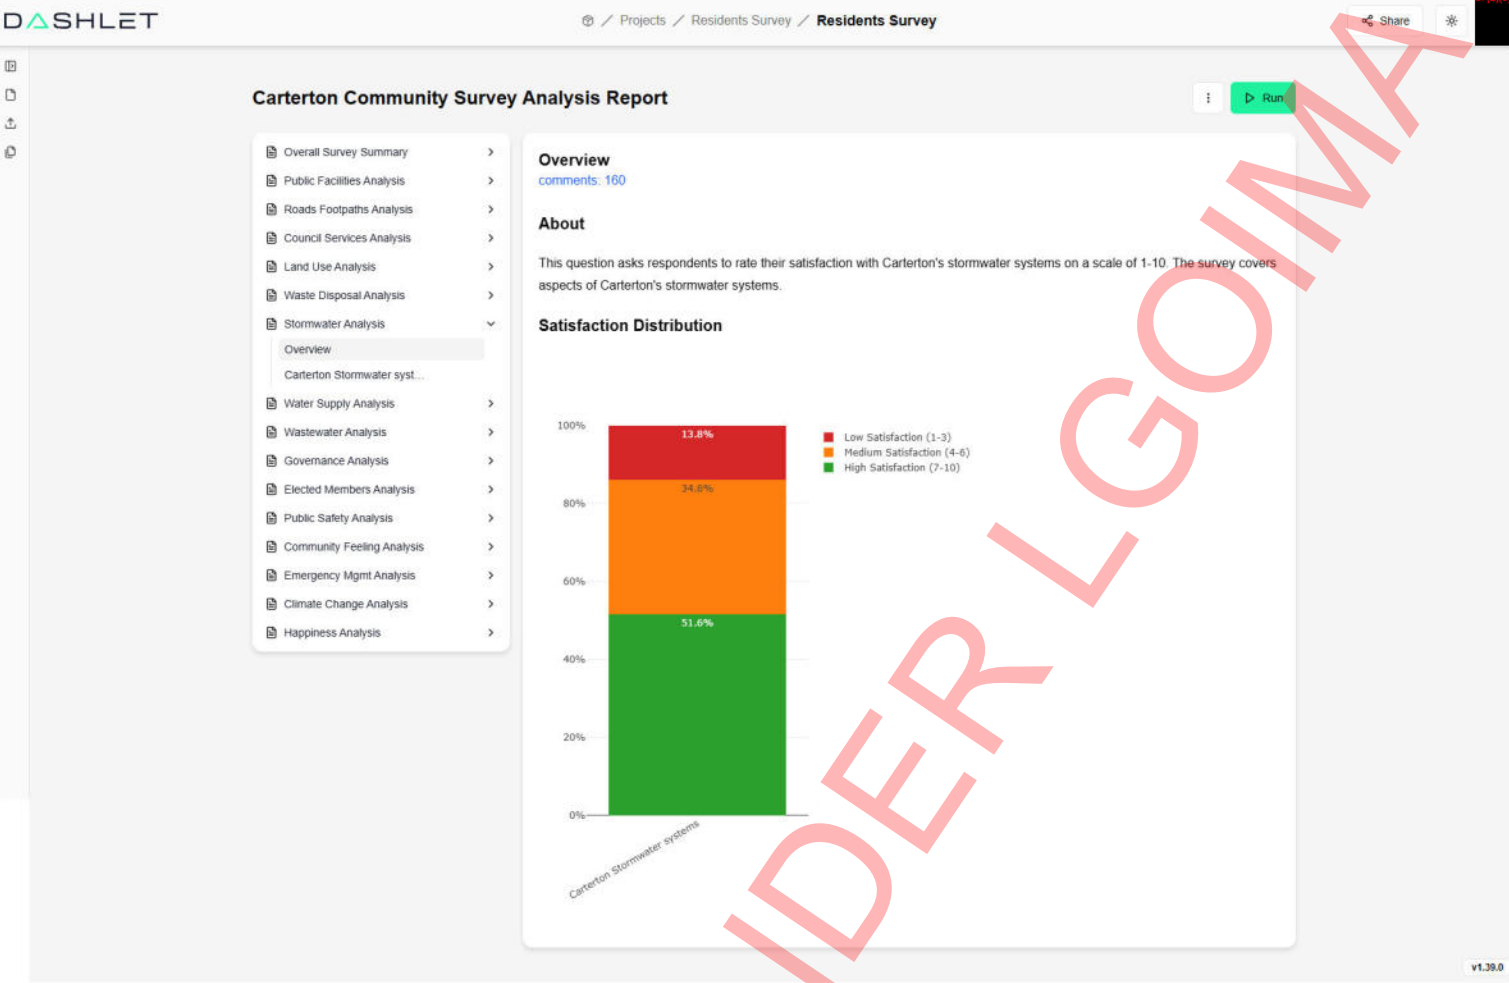 DASHLET
Projects / Residents Survey / Residents Survey
Share
Carterton Community Survey Analysis Report
Run
Overall Survey Summary
Public Facilities Analysis
Roads Footpaths Analysis
Council Services Analysis
Land Use Analysis
Waste Disposal Analysis
Stormwater Analysis
Overview
Carterton Stormwater syst...
Water Supply Analysis
Wastewater Analysis
Governance Analysis
Elected Members Analysis
Public Safety Analysis
Community Feeling Analysis
Emergency Mgmt Analysis
Climate Change Analysis
Happiness Analysis
Overview
comments: 160
About
This question asks respondents to rate their satisfaction with Carterton's stormwater systems on a scale of 1-10. The survey covers
aspects of Carterton's stormwater systems.
Satisfaction Distribution
100%
80%
60%
40%
20%
0%
13.8%
34.6%
51.6%
Low Satisfaction (1-3)
Medium Satisfaction (4-6)
High Satisfaction (7-10)
Carterton Stormwater systems
NDER LGOIMA
v1.39.0